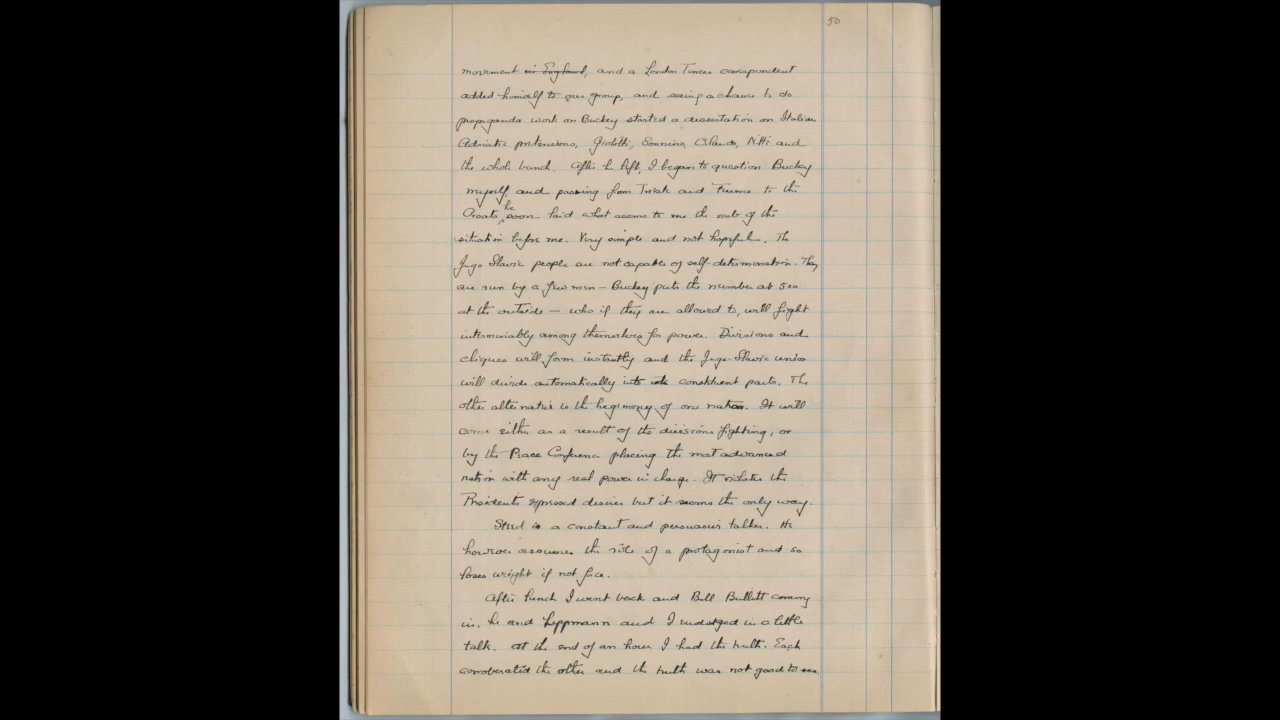 50
movement in England, and a London Times correspondent
added himself to our group, and seeing a chance to do
propaganda work on Buckey started a dissertation on Italian
Adriatic pretensions, Giolotti, Sonnino, Orlando, Nitti and
the whole bunch. After he left, I began to question Buckey
myself, and passing from Triest and Fiume to the
Croats, he soon laid what seems to me the nub of the
situation before me. Very simple and not hopeful. The
Jugo Slavic people are not capable of self-determination. They
are run by a few men – Buckey puts the number at 500
at the outside – who if they are allowed to, will fight
interminably among themselves for power. Divisions and
cliques will form instantly and the Jugo-Slavic union
will divide automatically into constituent parts. The
other alternative is the hegimony of one nation. It will
come either as a result of the divisions fighting, or
by the Peace Conference placing the most advanced
nation with any real power in charge. It violates the
Presidents expressed desires but it seems the only way.
Steed is a constant and persuasive talker. He
however assumes the role of a protagonist and so
loses weight if not face.
After lunch I went back and Bill Bullitt coming
in, he and Lippmann and I indulged in a little
talk. At the end of an hour I had the truth. Each
corroberated the other and the truth was not good to see